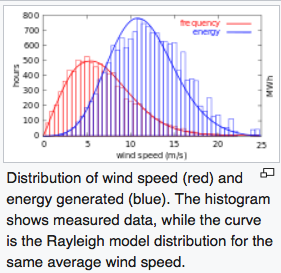 800
700
600
500
400
300
200
100
0
hours
frequency
energy
MWh
0 5 10 15 20 25
wind speed (m/s)
Distribution of wind speed (red) and
energy generated (blue). The histogram
shows measured data, while the curve
is the Rayleigh model distribution for the
same average wind speed.